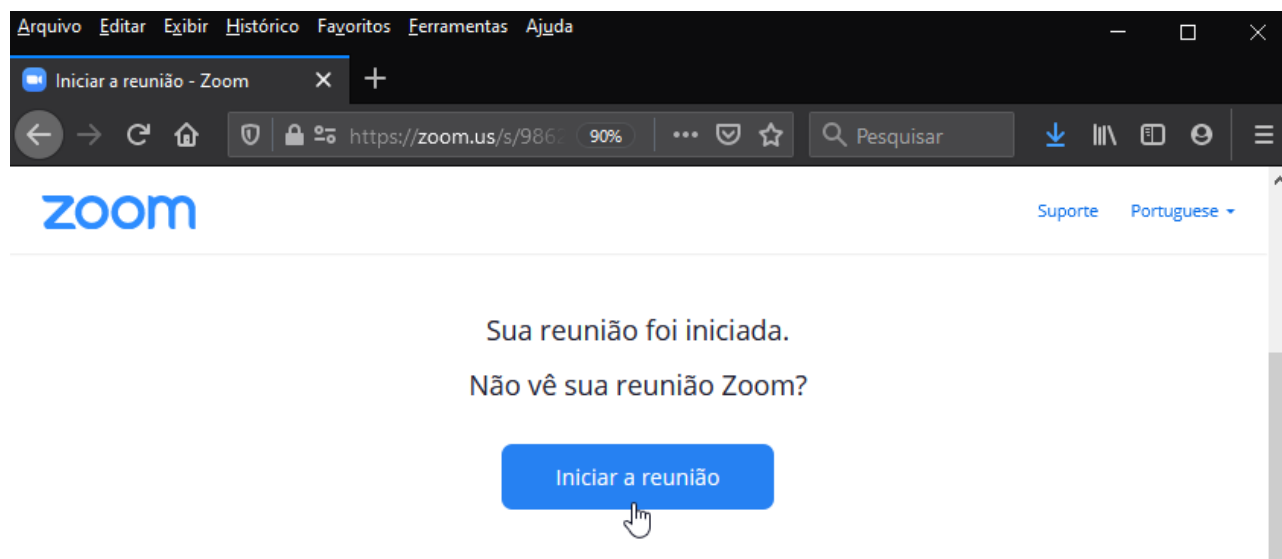 Arquivo Editar Exibir Histórico Favoritos Ferramentas Ajuda
Iniciar a reunião - Zoom
https://zoom.us/s/986 90% Pesquisar
zoom Suporte Portuguese
Sua reunião foi iniciada.
Não vê sua reunião Zoom?
Iniciar a reunião